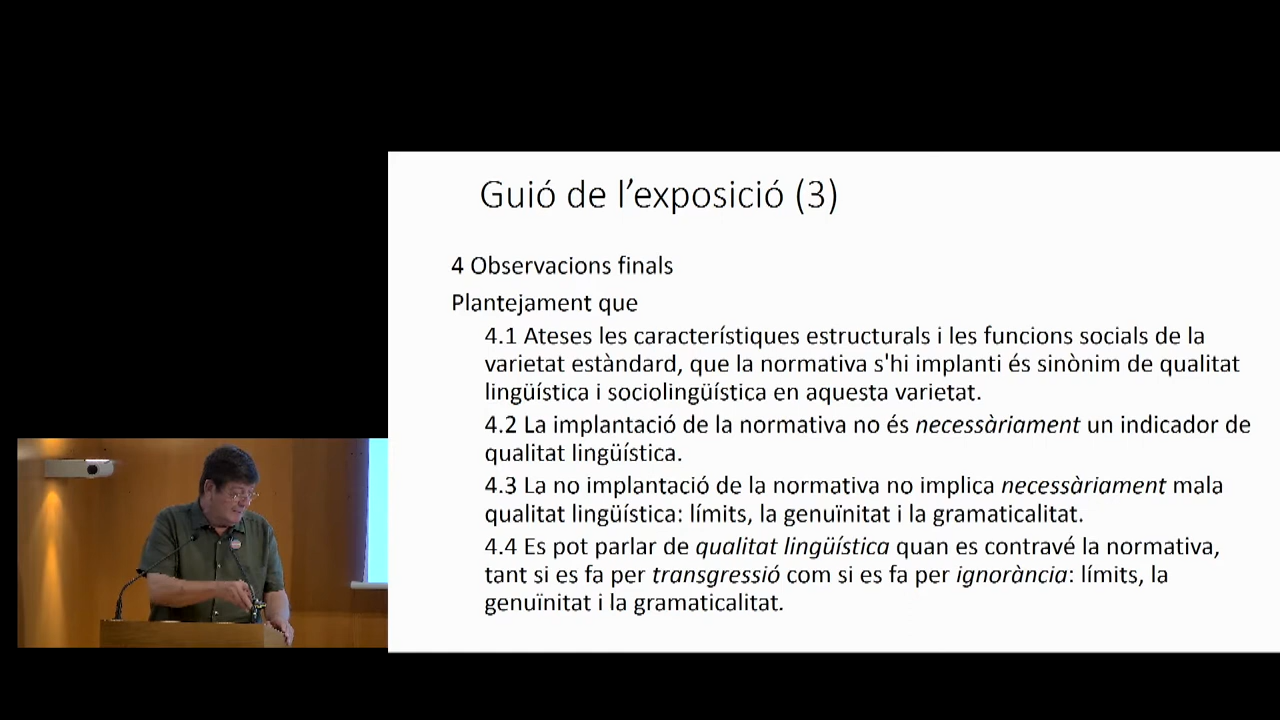 Guió de l’exposició (3)
4 Observacions finals
Plantejament que
4.1 Ateses les característiques estructurals i les funcions socials de la
varietat estàndard, que la normativa s'hi implanti és sinònim de qualitat
lingüística i sociolingüística en aquesta varietat.
4.2 La implantació de la normativa no és necessàriament un indicador de
qualitat lingüística.
4.3 La no implantació de la normativa no implica necessàriament mala
qualitat lingüística: límits, la genuïnitat i la gramaticalitat.
4.4 Es pot parlar de qualitat lingüística quan es contravé la normativa,
tant si es fa per transgressió com si es fa per ignorància: límits, la
genuïnitat i la gramaticalitat.